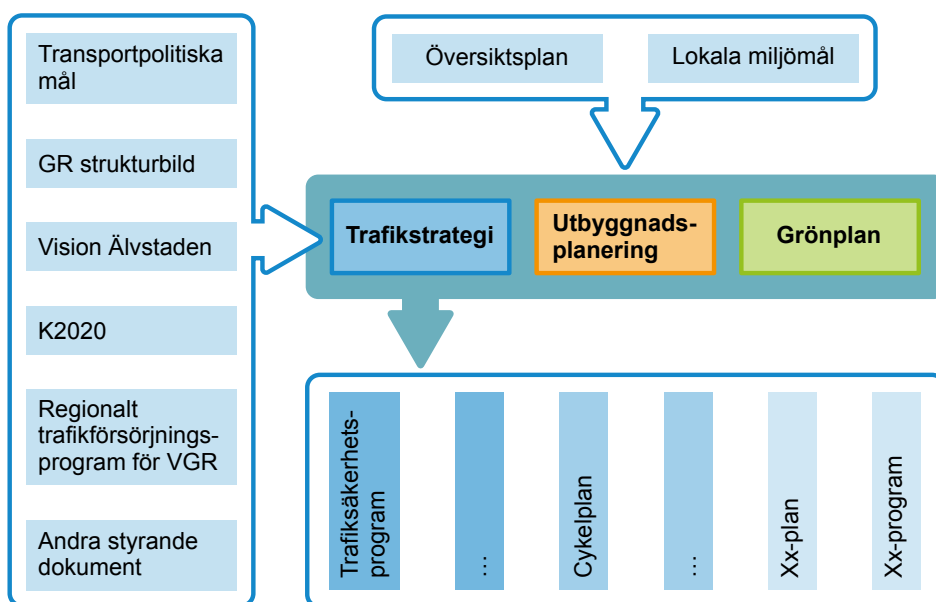 Transportpolitiska
mål
GR strukturbild
Vision Älvstaden
K2020
Regionalt
trafikförsörjnings-
program för VGR
Andra styrande
dokument
Översiktsplan
Lokala miljömål
Trafikstrategi
Utbyggnads-
planering
Grönplan
Trafiksäkerhets-
program
...
Cykelplan
...
Xx-plan
Xx-program